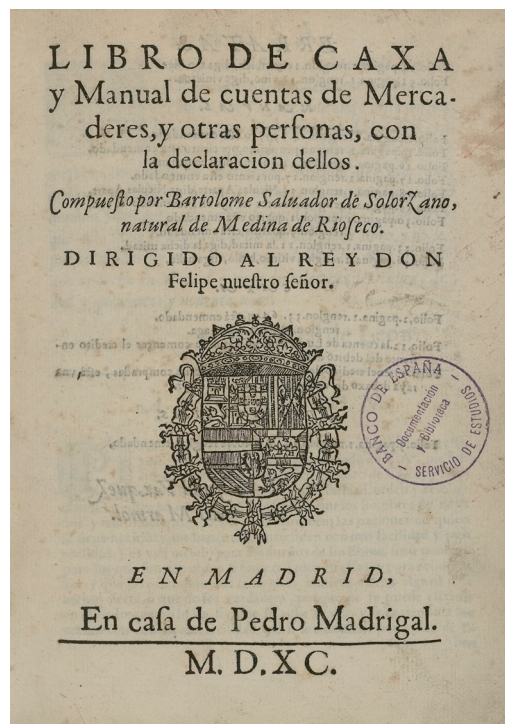 LIBRO DE CAXA
y Manual de cuentas de Merca-
deres, y otras perſonas, con
la declaracion dellos.
Compueſto por Bartolome Saluador de Solorzano,
natural de Medina de Rioſeco.
DIRIGIDO AL REY DON
Felipe nueſtro ſeñor.
BANCO DE ESPAÑA
Documentación
y Biblioteca
SERVICIO DE ESTUDIOS
EN MADRID,
En caſa de Pedro Madrigal.
M. D. XC.